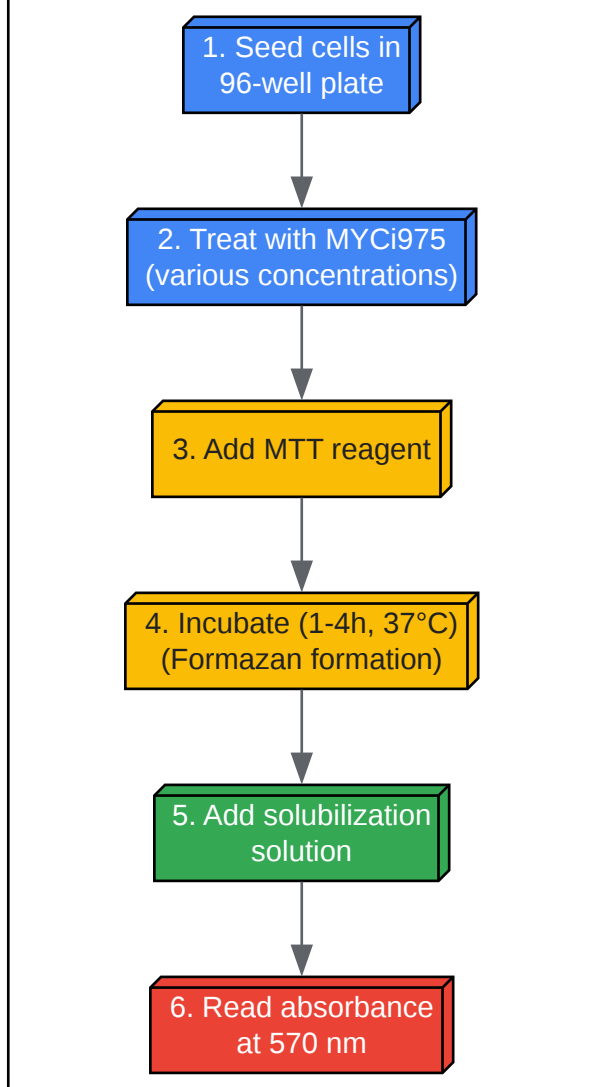 1. Seed cells in
96-well plate
2. Treat with MYCi975
(various concentrations)
3. Add MTT reagent
4. Incubate (1-4h, 37°C)
(Formazan formation)
5. Add solubilization
solution
6. Read absorbance
at 570 nm